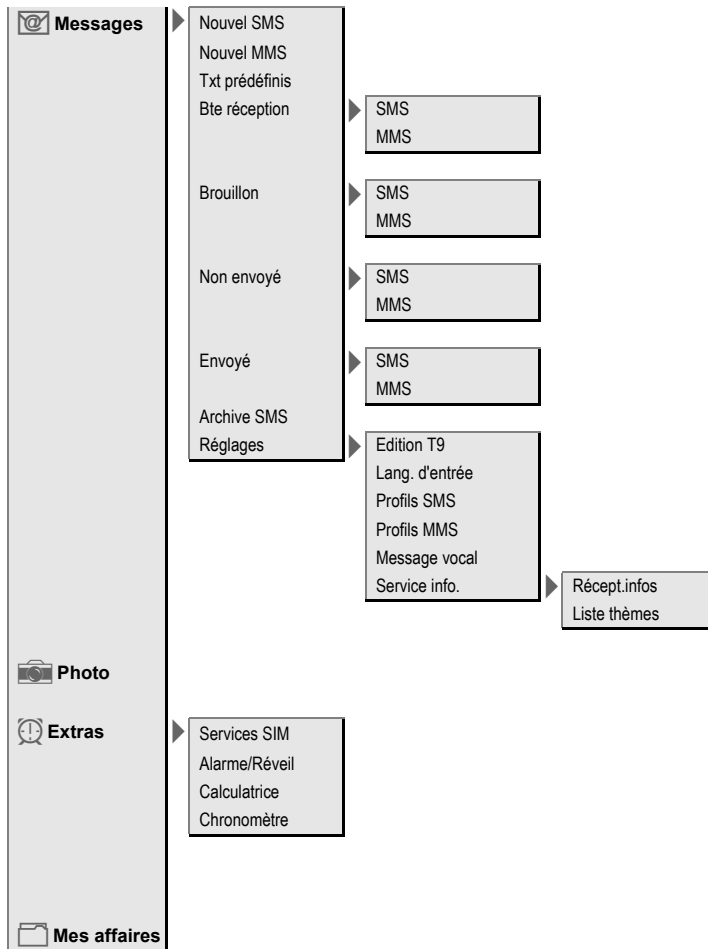 Messages
Nouvel SMS
Nouvel MMS
Txt prédéfinis
Bte réception
SMS
MMS
Brouillon
SMS
MMS
Non envoyé
SMS
MMS
Envoyé
SMS
MMS
Archive SMS
Réglages
Edition T9
Lang. d'entrée
Profils SMS
Profils MMS
Message vocal
Service info.
Récept.infos
Liste thèmes
Photo
Extras
Services SIM
Alarme/Réveil
Calculatrice
Chronomètre
Mes affaires